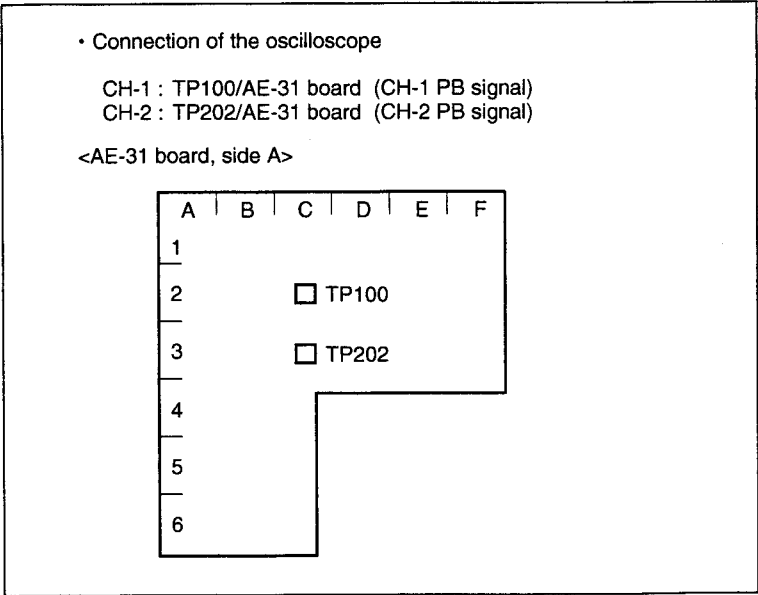 • Connection of the oscilloscope
CH-1 : TP100/AE-31 board (CH-1 PB signal)
CH-2 : TP202/AE-31 board (CH-2 PB signal)
<AE-31 board, side A>
A B C D E F
1
2 TP100
3 TP202
4
5
6